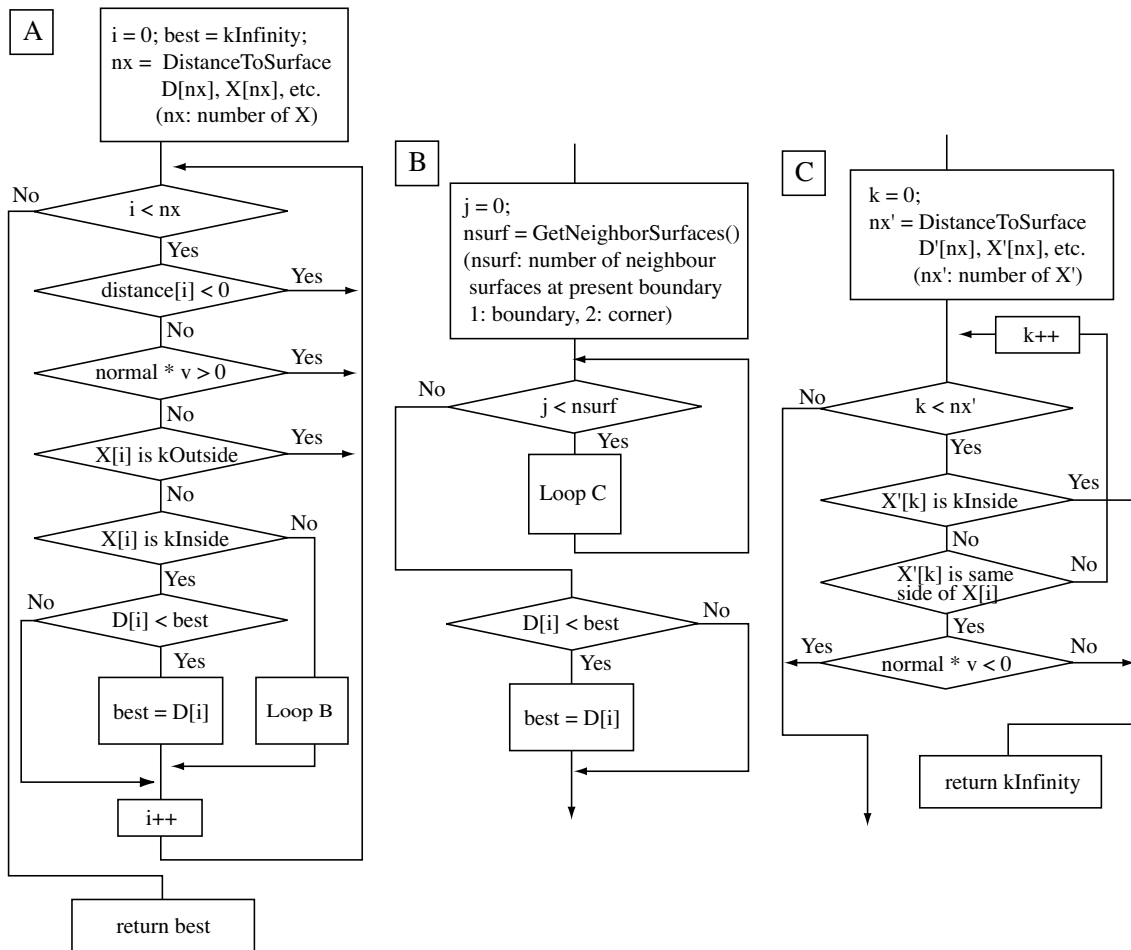 A
i = 0; best = kInfinity;
nx = DistanceToSurface
D[nx], X[nx], etc.
(nx: number of X)
No
i < nx
Yes
Yes
distance[i] < 0
No
Yes
normal * v > 0
No
Yes
X[i] is kOutside
No
No
X[i] is kInside
Yes
No
D[i] < best
Yes
best = D[i]
Loop B
i++
return best
B
j = 0;
nsurf = GetNeighborSurfaces()
(nsurf: number of neighbour
surfaces at present boundary
1: boundary, 2: corner)
No
j < nsurf
Yes
Loop C
No
D[i] < best
Yes
best = D[i]
C
k = 0;
nx' = DistanceToSurface
D'[nx], X'[nx], etc.
(nx': number of X')
k++
No
k < nx'
Yes
Yes
X'[k] is kInside
No
X'[k] is same
side of X[i]
No
Yes
Yes
normal * v < 0
No
return kInfinity